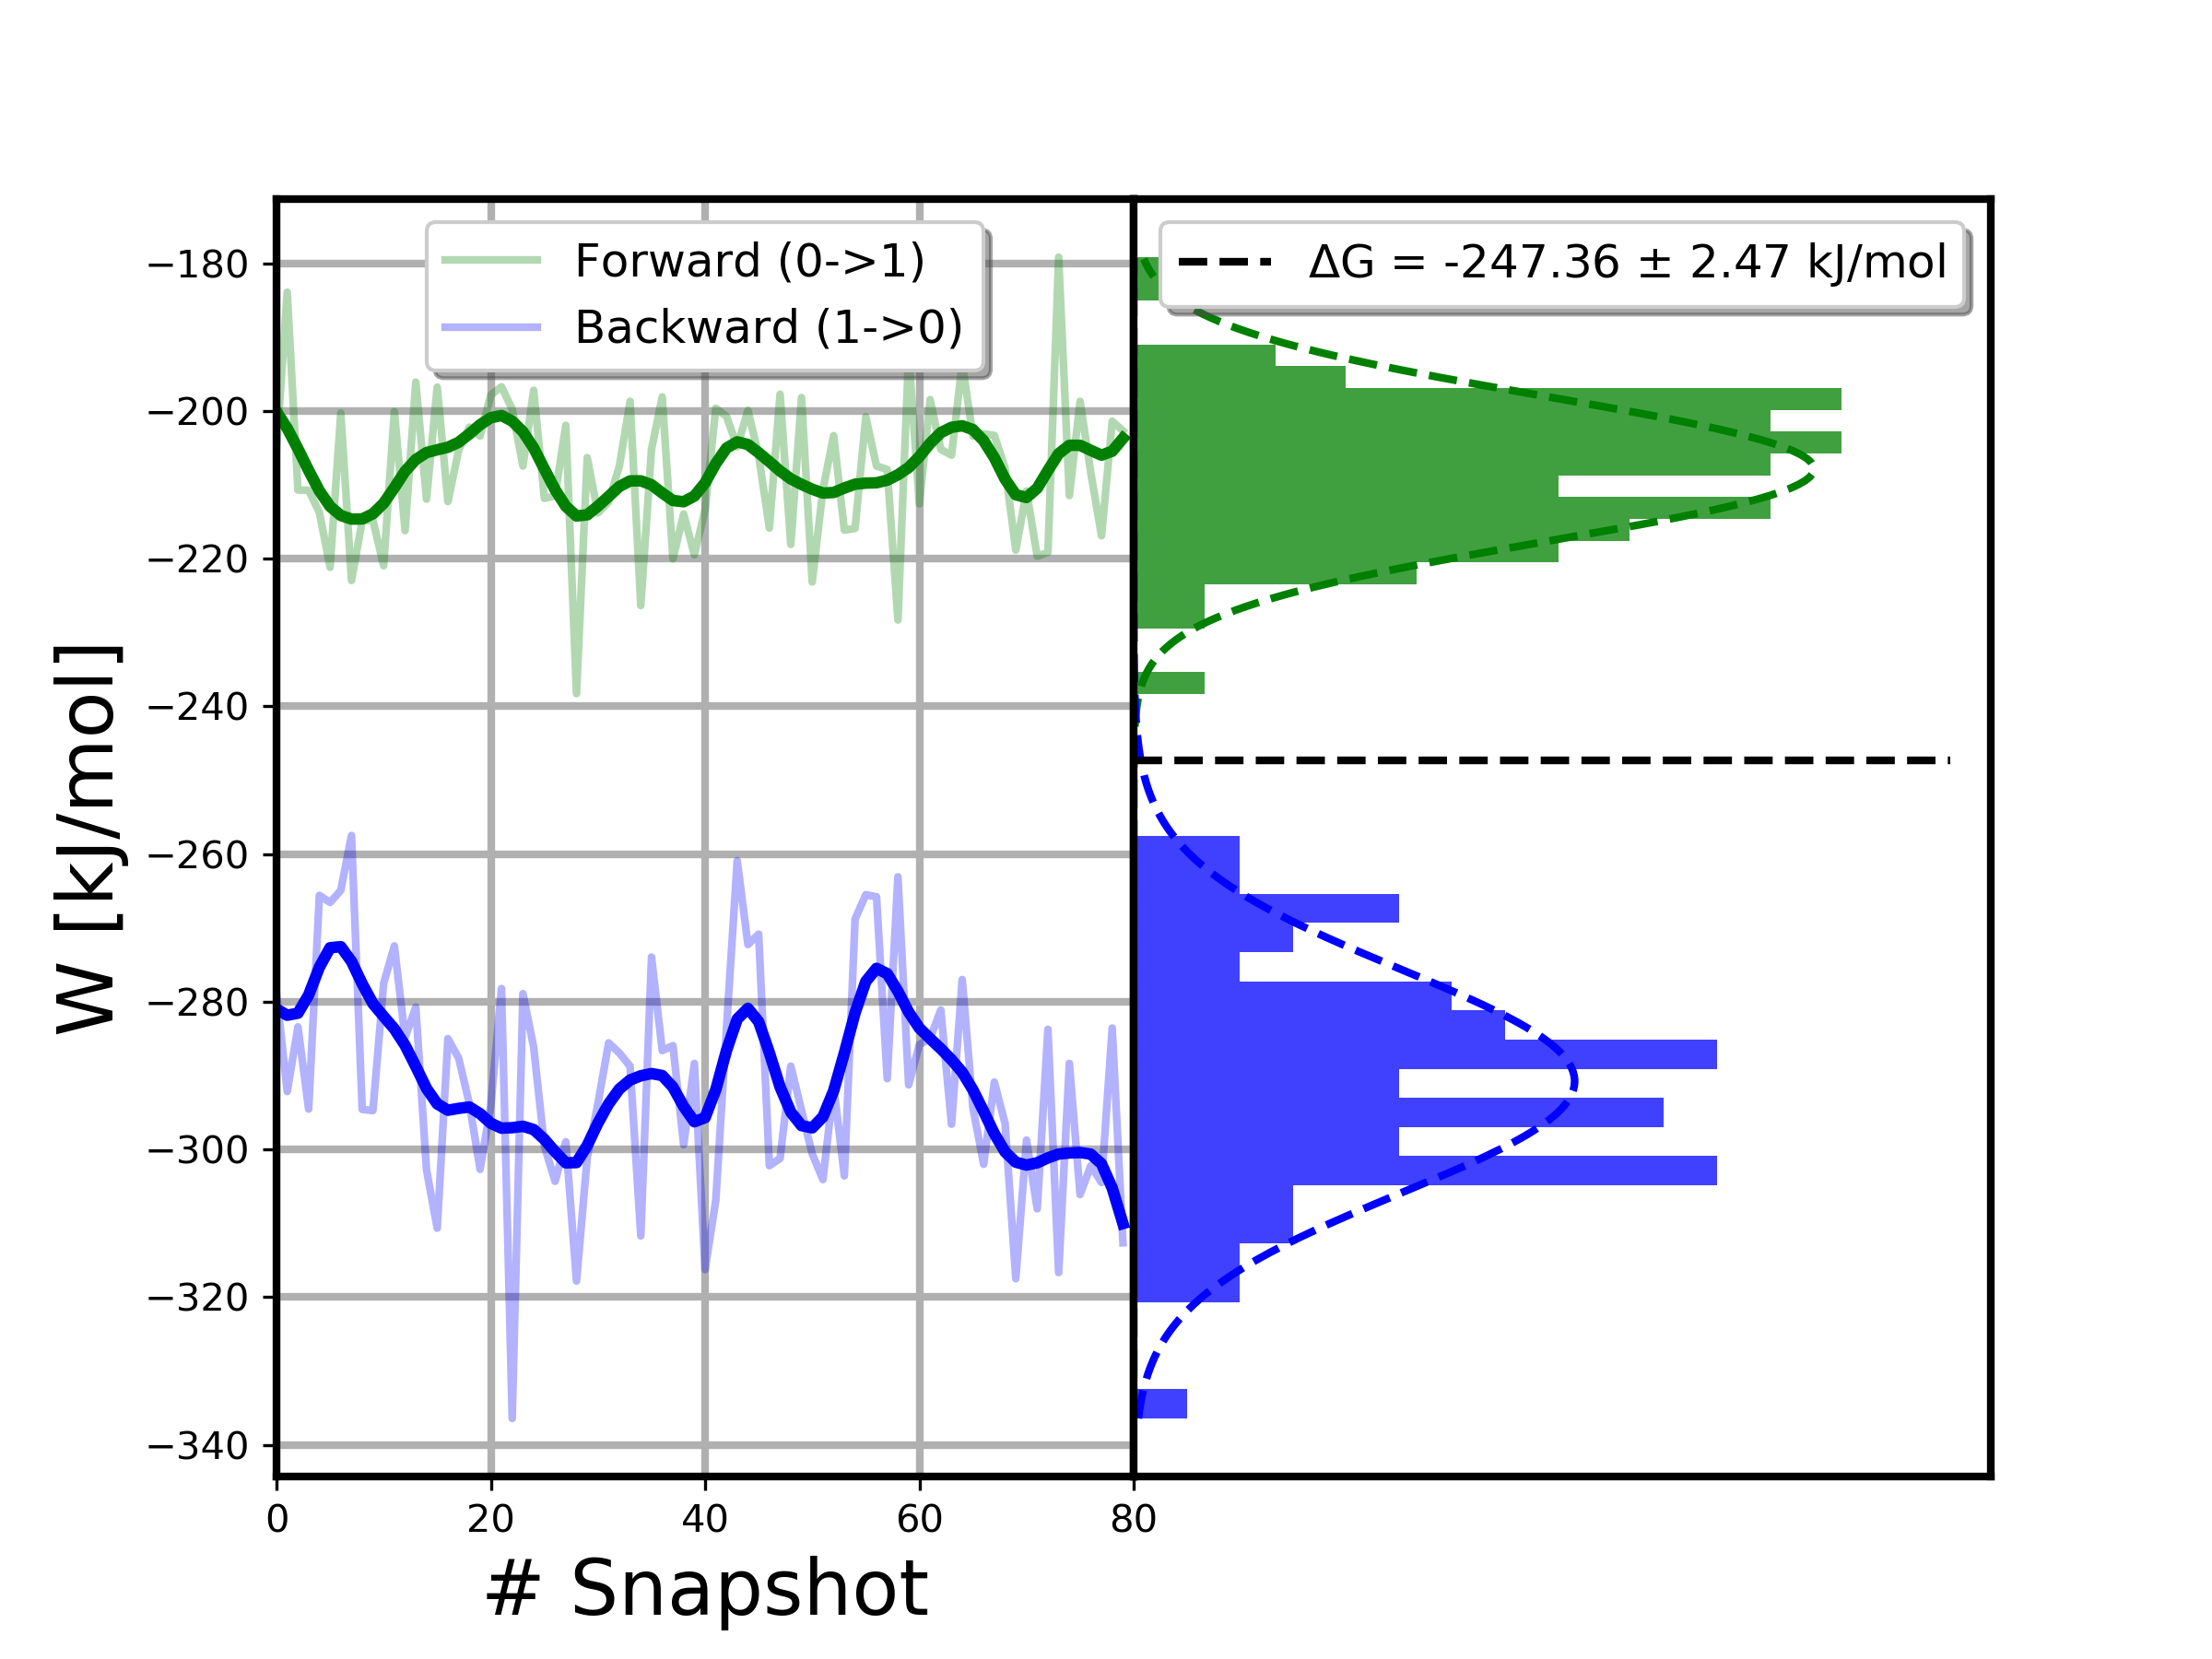 Forward (0->1)
Backward (1->0)
ΔG = -247.36 ± 2.47 kJ/mol
W [kJ/mol]
−180
−200
−220
−240
−260
−280
−300
−320
−340
0 20 40 60 80
# Snapshot